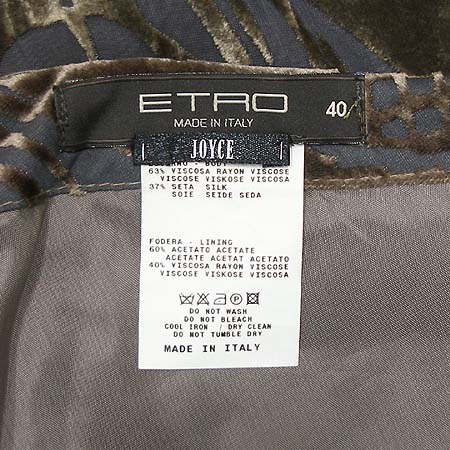 ETRO
40
MADE IN ITALY
JOYCE
63% VISCOSA RAYON VISCOSE
VISCOSE VISKOSE VISCOSA
37% SETA SILK
SOIE SEIDE SEDA
FODERA - LINING
60% ACETATO ACETATE
ACETATE ACETAT ACETATO
40% VISCOSA RAYON VISCOSE
VISCOSE VISKOSE VISCOSA
DO NOT WASH
DO NOT BLEACH
COOL IRON / DRY CLEAN
DO NOT TUMBLE DRY
MADE IN ITALY